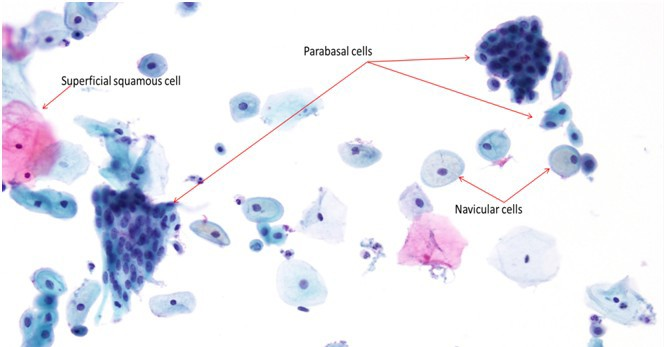 Parabasal cells
Superficial squamous cell
Navicular cells